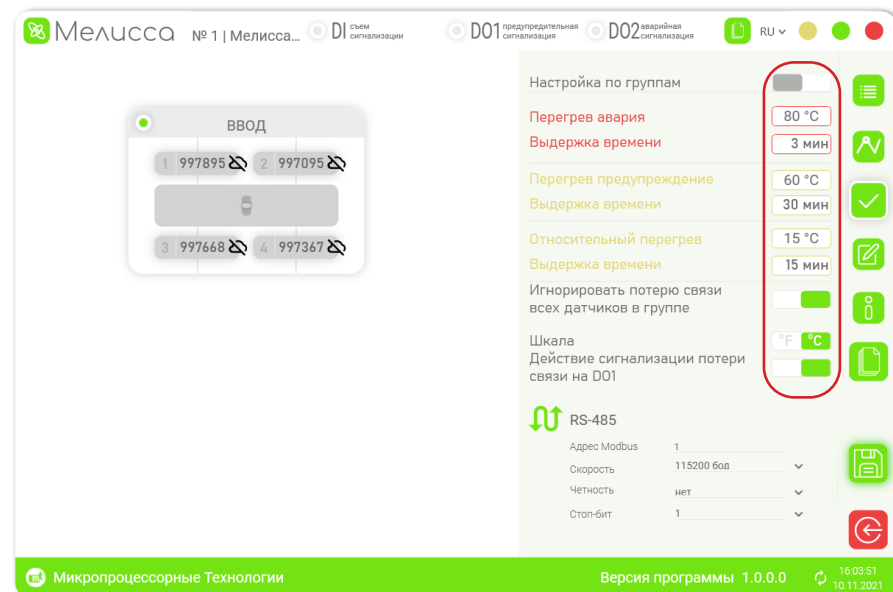 Мелисса № 1 | Мелисса... DI съем сигнализации DO1 предупредительная сигнализация DO2 аварийная сигнализация RU
ВВОД
1 997895 2 997095
3 997668 4 997367
Настройка по группам
Перегрев авария 80 °C
Выдержка времени 3 мин
Перегрев предупреждение 60 °C
Выдержка времени 30 мин
Относительный перегрев 15 °C
Выдержка времени 15 мин
Игнорировать потерю связи
всех датчиков в группе
Шкала °F °C
Действие сигнализации потери
связи на DO1
RS-485
Адрес Modbus 1
Скорость 115200 бод
Четность нет
Стоп-бит 1
Микропроцессорные Технологии Версия программы 1.0.0.0 16:03:51
10.11.2021